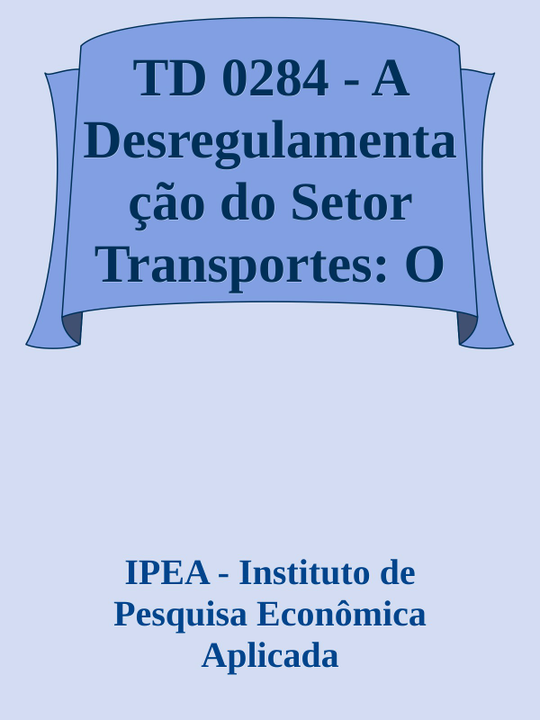 TD 0284 - A
Desregulamenta
ção do Setor
Transportes: O
IPEA - Instituto de
Pesquisa Econômica
Aplicada